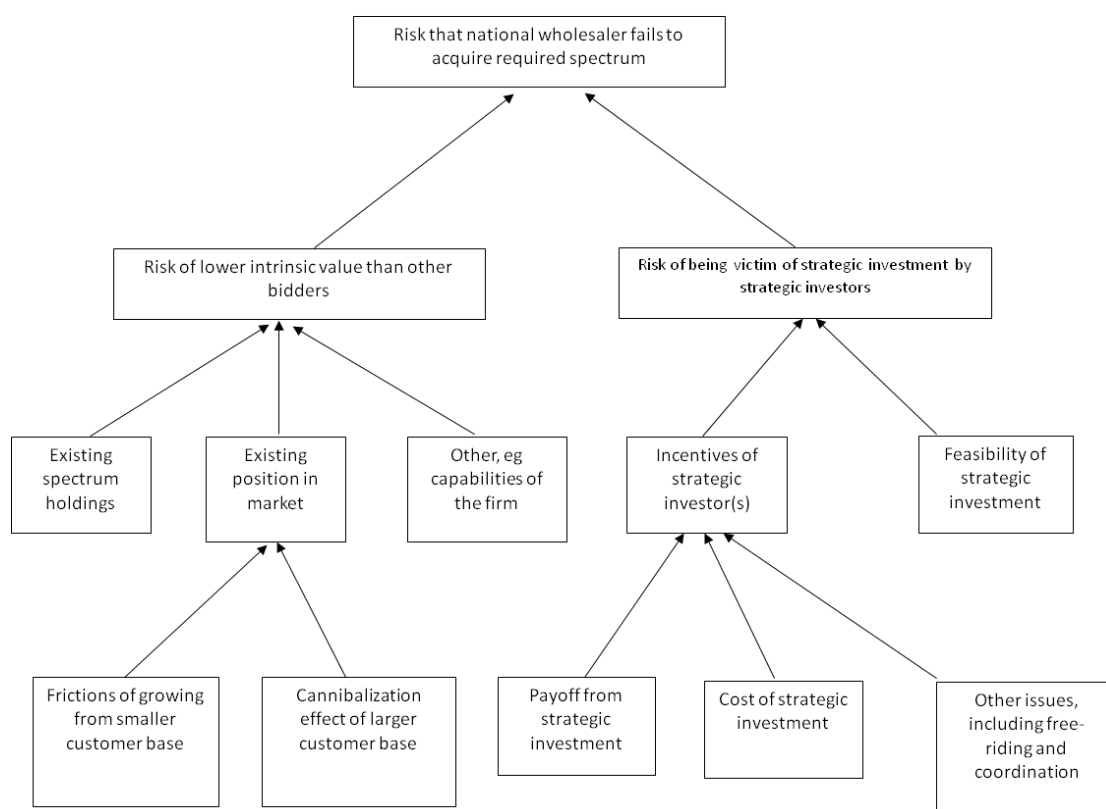 Risk that national wholesaler fails to
acquire required spectrum
Risk of lower intrinsic value than other
bidders
Risk of being victim of strategic investment by
strategic investors
Existing
spectrum
holdings
Existing
position in
market
Other, eg
capabilities of
the firm
Incentives of
strategic
investor(s)
Feasibility of
strategic
investment
Frictions of growing
from smaller
customer base
Cannibalization
effect of larger
customer base
Payoff from
strategic
investment
Cost of strategic
investment
Other issues,
including free-
riding and
coordination